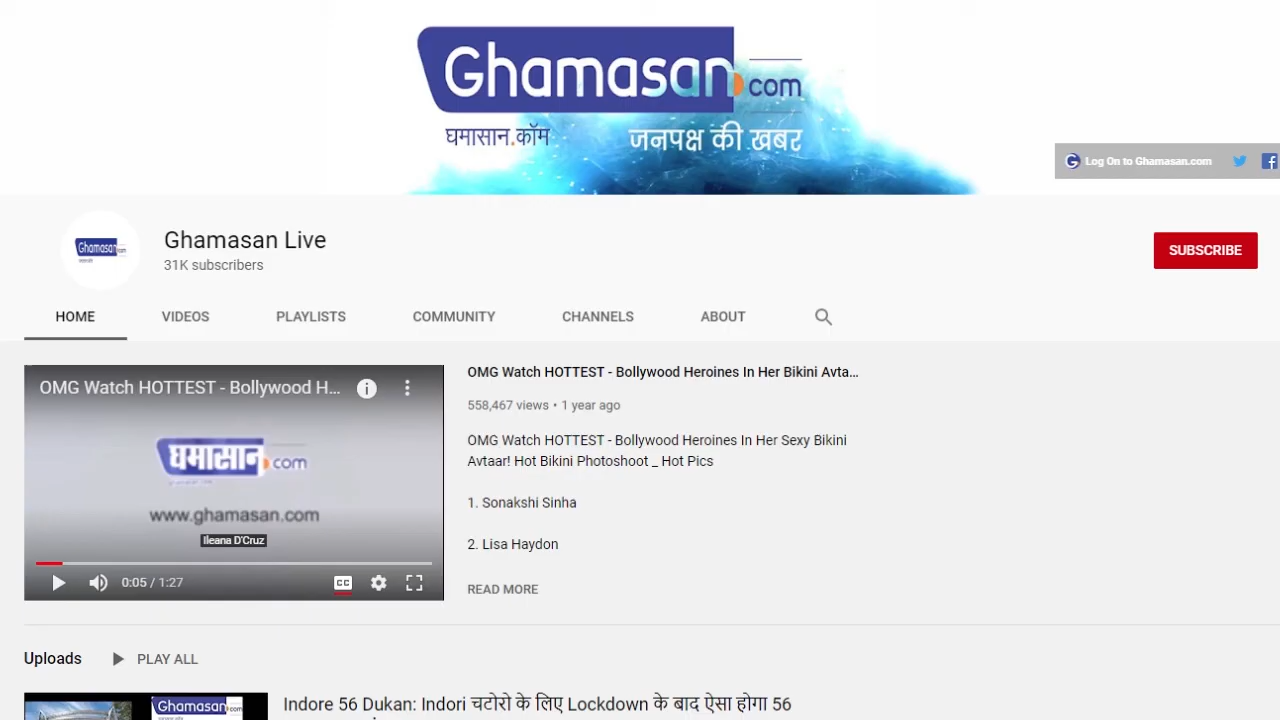 Ghamasan.com
घमासान.कॉम
जनपक्ष की खबर
Log On to Ghamasan.com
Ghamasan.com
Ghamasan Live
31K subscribers
SUBSCRIBE
HOME VIDEOS PLAYLISTS COMMUNITY CHANNELS ABOUT
OMG Watch HOTTEST - Bollywood H...
घमासान.com
www.ghamasan.com
Ileana D'Cruz
0:05 / 1:27
CC
OMG Watch HOTTEST - Bollywood Heroines In Her Bikini Avta...
558,467 views • 1 year ago
OMG Watch HOTTEST - Bollywood Heroines In Her Sexy Bikini
Avtaar! Hot Bikini Photoshoot _ Hot Pics
1. Sonakshi Sinha
2. Lisa Haydon
READ MORE
Uploads PLAY ALL
Ghamasan.com
Indore 56 Dukan: Indori चटोरो के लिए Lockdown के बाद ऐसा होगा 56